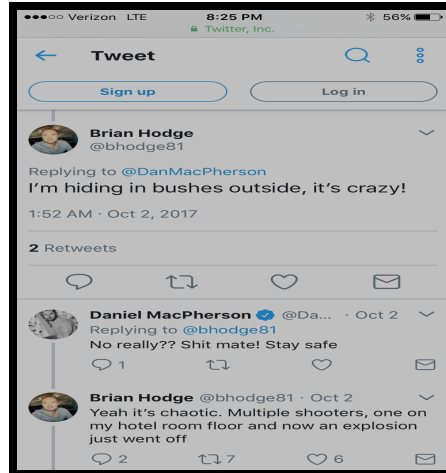 Verizon LTE 8:25 PM 56%
Twitter, Inc.
Tweet
Sign up Log in
Brian Hodge
@bhodge81
Replying to @DanMacPherson
I'm hiding in bushes outside, it's crazy!
1:52 AM · Oct 2, 2017
2 Retweets
Daniel MacPherson @Da... · Oct 2
Replying to @bhodge81
No really?? Shit mate! Stay safe
1
Brian Hodge @bhodge81 · Oct 2
Yeah it's chaotic. Multiple shooters, one on
my hotel room floor and now an explosion
just went off
2 7 6